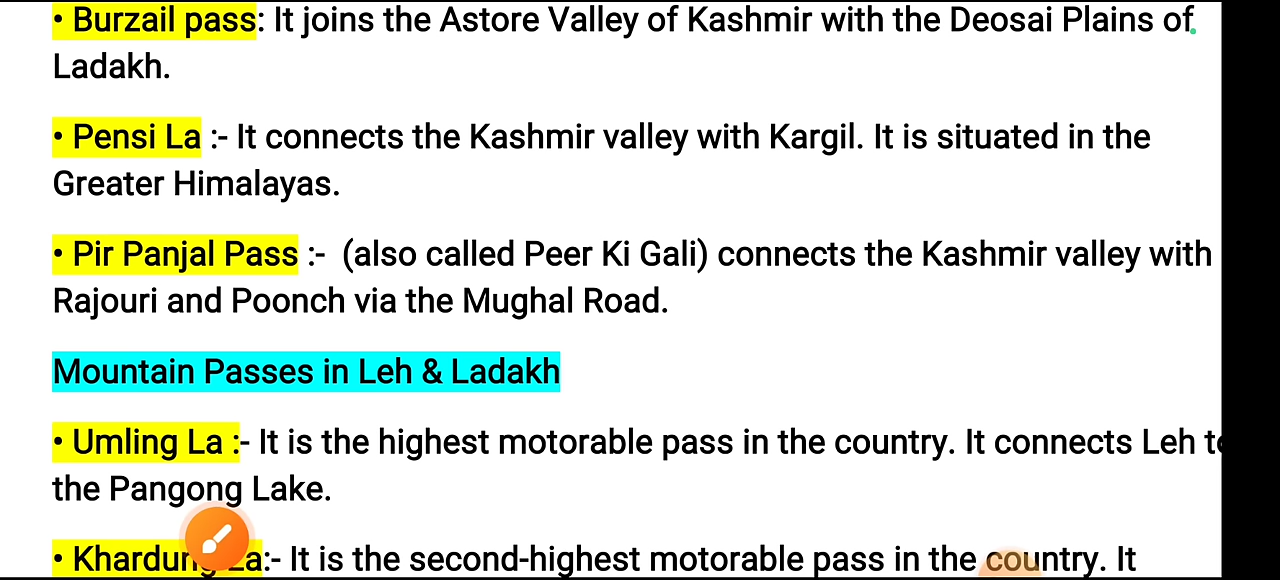 • Burzail pass: It joins the Astore Valley of Kashmir with the Deosai Plains of
Ladakh.
• Pensi La :- It connects the Kashmir valley with Kargil. It is situated in the
Greater Himalayas.
• Pir Panjal Pass :- (also called Peer Ki Gali) connects the Kashmir valley with
Rajouri and Poonch via the Mughal Road.
Mountain Passes in Leh & Ladakh
• Umling La :- It is the highest motorable pass in the country. It connects Leh
the Pangong Lake.
:- It is the second-highest motorable pass in the country. It